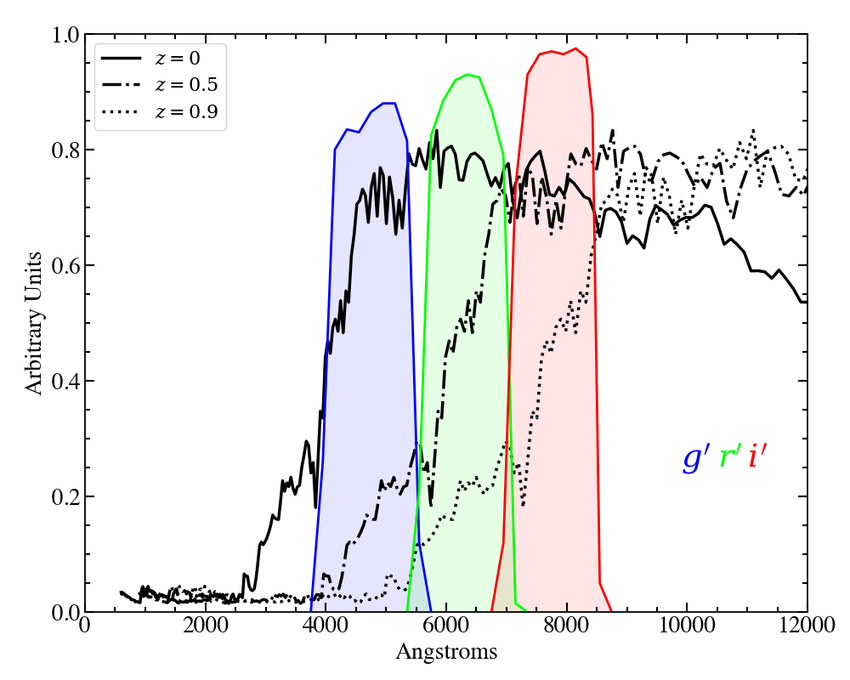 1.0
z = 0
z = 0.5
z = 0.9
0.8
0.6
0.4
0.2
0.0
Arbitrary Units
g′ r′ i′
0 2000 4000 6000 8000 10000 12000
Angstroms